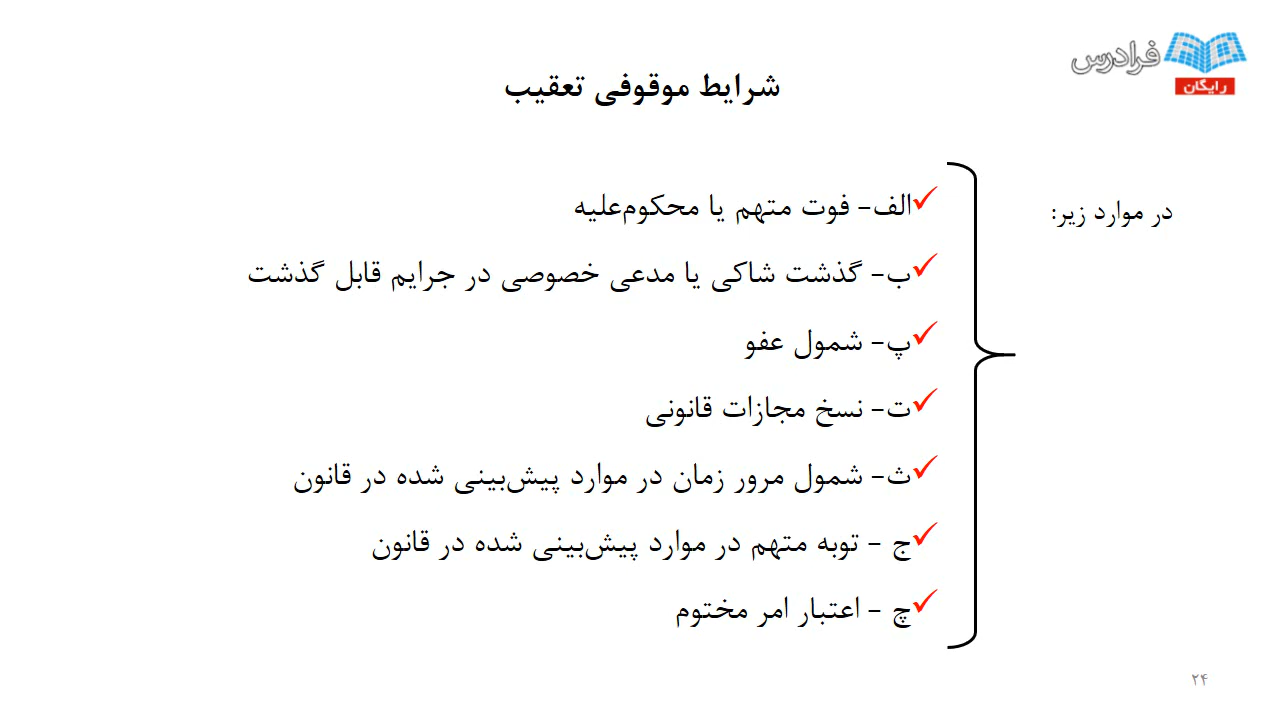 فرادرس
رایگان
شرایط موقوفی تعقیب
در موارد زیر:
الف- فوت متهم یا محکوم‌علیه
ب- گذشت شاکی یا مدعی خصوصی در جرایم قابل گذشت
پ- شمول عفو
ت- نسخ مجازات قانونی
ث- شمول مرور زمان در موارد پیش‌بینی شده در قانون
ج - توبه متهم در موارد پیش‌بینی شده در قانون
چ - اعتبار امر مختوم
۲۴